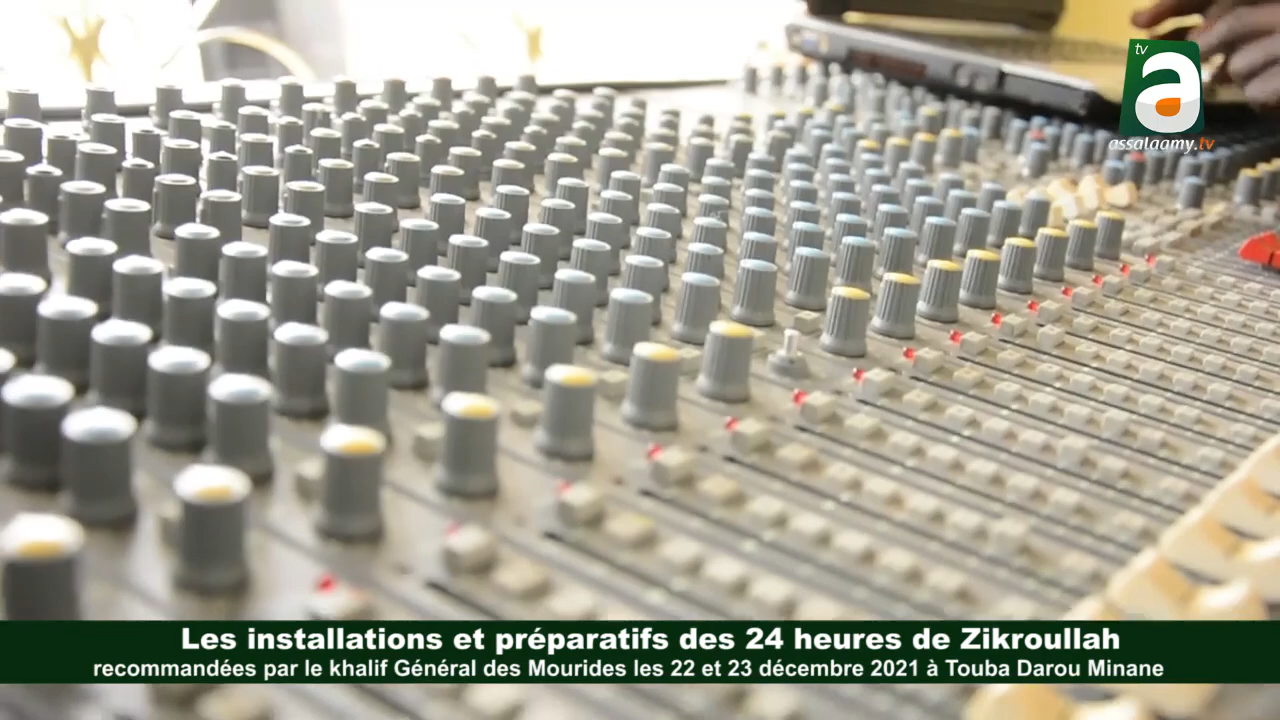 tv
a
assalaamy.tv
Les installations et préparatifs des 24 heures de Zikroullah
recommandées par le khalif Général des Mourides les 22 et 23 décembre 2021 à Touba Darou Minane